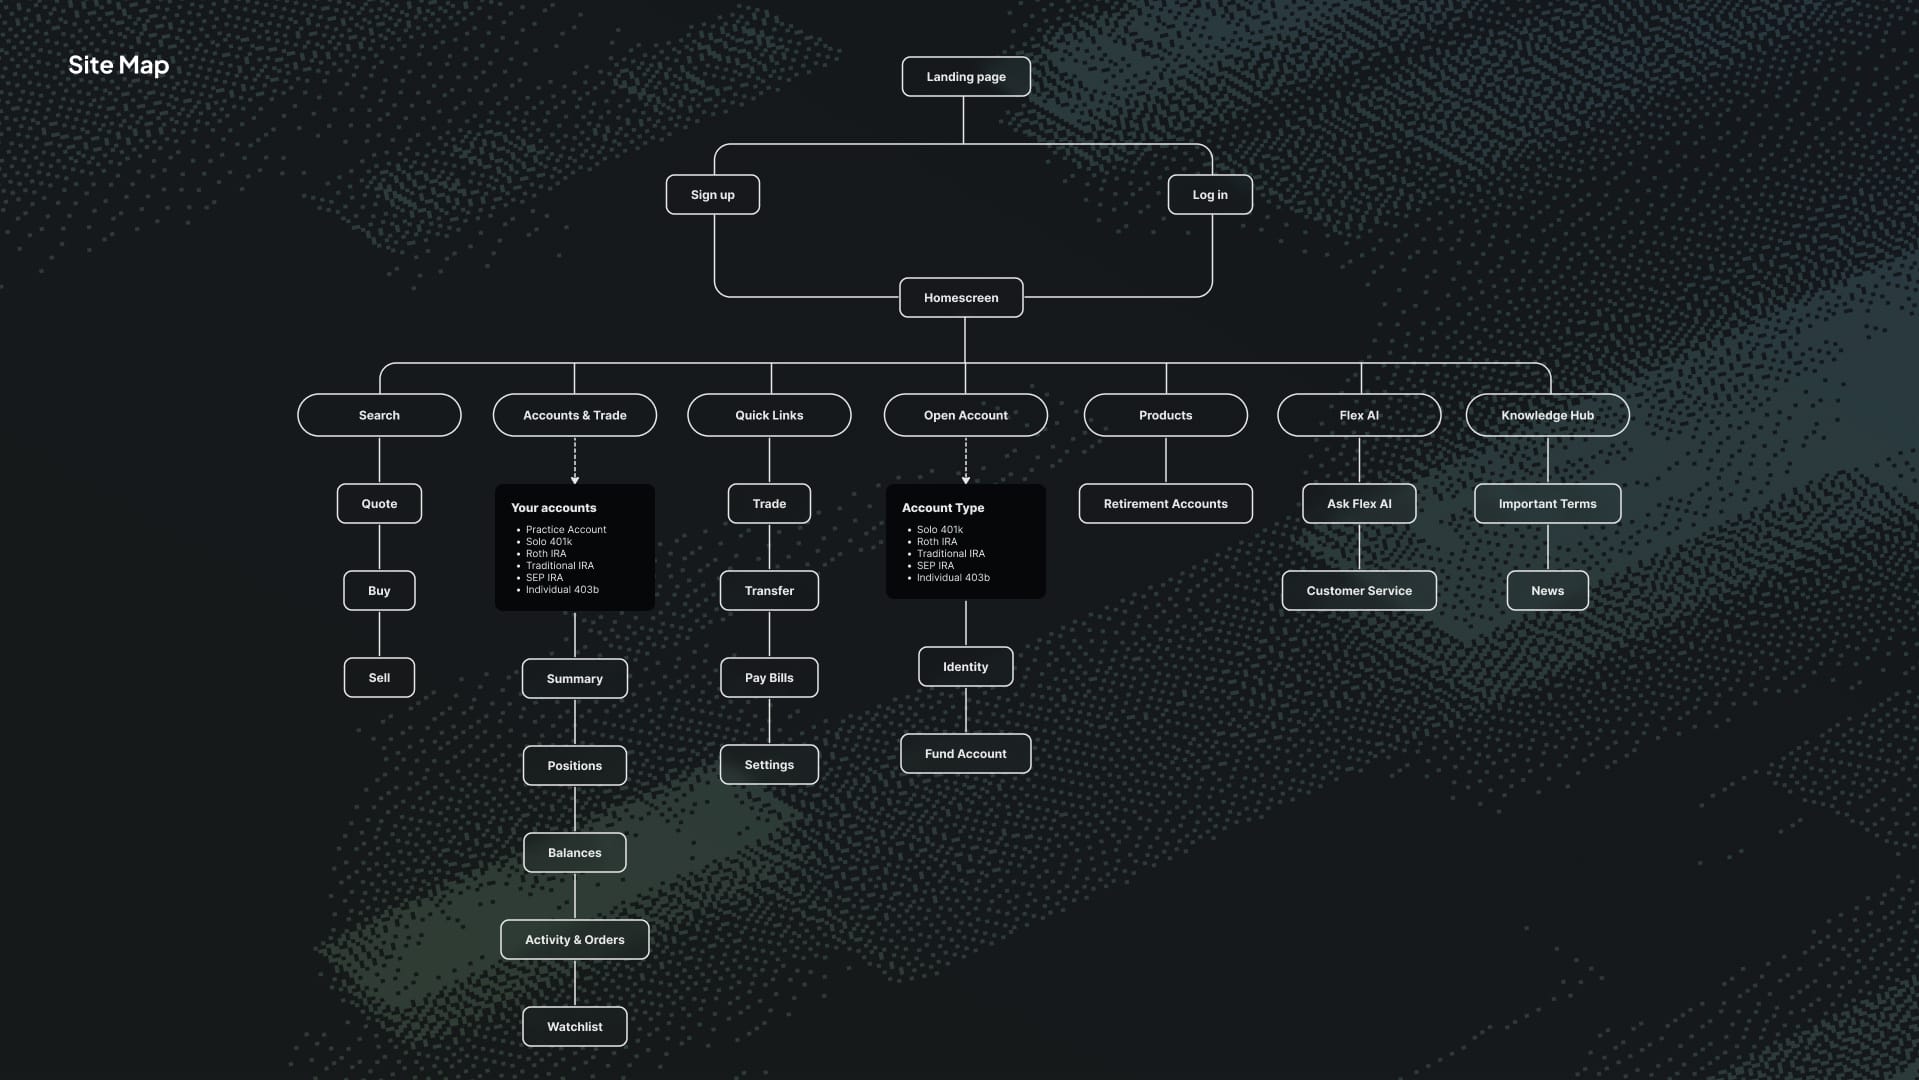 Site Map
Landing page
Sign up
Log in
Homescreen
Search
Accounts & Trade
Quick Links
Open Account
Products
Flex AI
Knowledge Hub
Quote
Buy
Sell
Your accounts
• Practice Account
• Solo 401k
• Roth IRA
• Traditional IRA
• SEP IRA
• Individual 403b
Summary
Positions
Balances
Activity & Orders
Watchlist
Trade
Transfer
Pay Bills
Settings
Account Type
• Solo 401k
• Roth IRA
• Traditional IRA
• SEP IRA
• Individual 403b
Identity
Fund Account
Retirement Accounts
Ask Flex AI
Customer Service
Important Terms
News